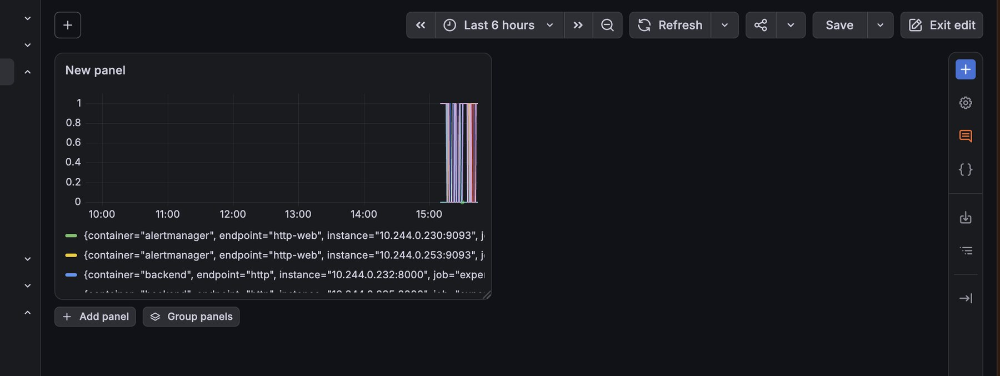 Last 6 hours
Refresh
Save
Exit edit
New panel
1
0.8
0.6
0.4
0.2
0
10:00 11:00 12:00 13:00 14:00 15:00
{container="alertmanager", endpoint="http-web", instance="10.244.0.230:9093", j
{container="alertmanager", endpoint="http-web", instance="10.244.0.253:9093", j
{container="backend", endpoint="http", instance="10.244.0.232:8000", job="exper
Add panel
Group panels